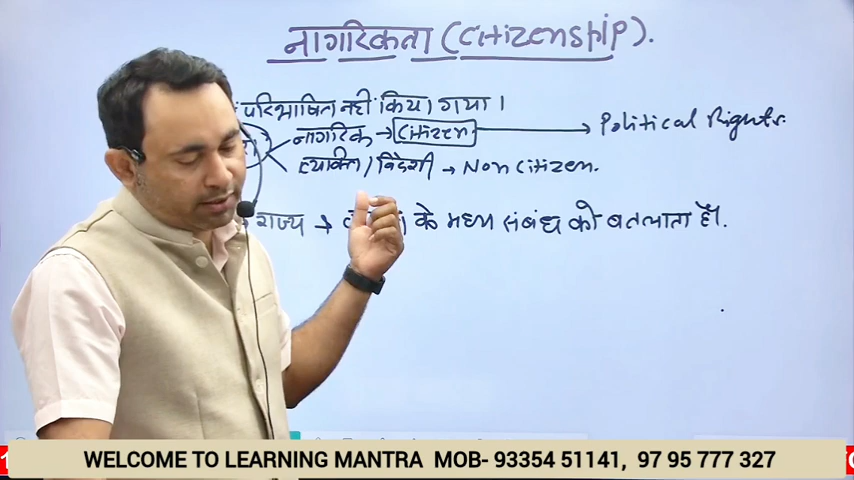 नागरिकता (Citizenship).
परिभाषित नहीं किया गया।
नागरिक → Citizen → Political Rights.
व्यक्ति / विदेशी → Non Citizen.
राज्य → के मध्य संबंध को बतलाता है।
WELCOME TO LEARNING MANTRA MOB- 93354 51141, 97 95 777 327